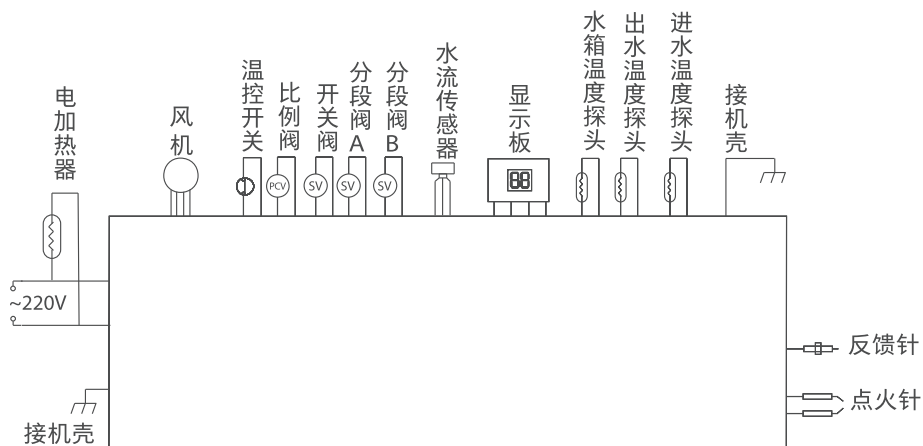 电加热器
风机
温控开关
比例阀
开关阀
分段阀A
分段阀B
水流传感器
显示板
水箱温度探头
出水温度探头
进水温度探头
接机壳
PCV
SV
SV
SV
88
~220V
反馈针
点火针
接机壳